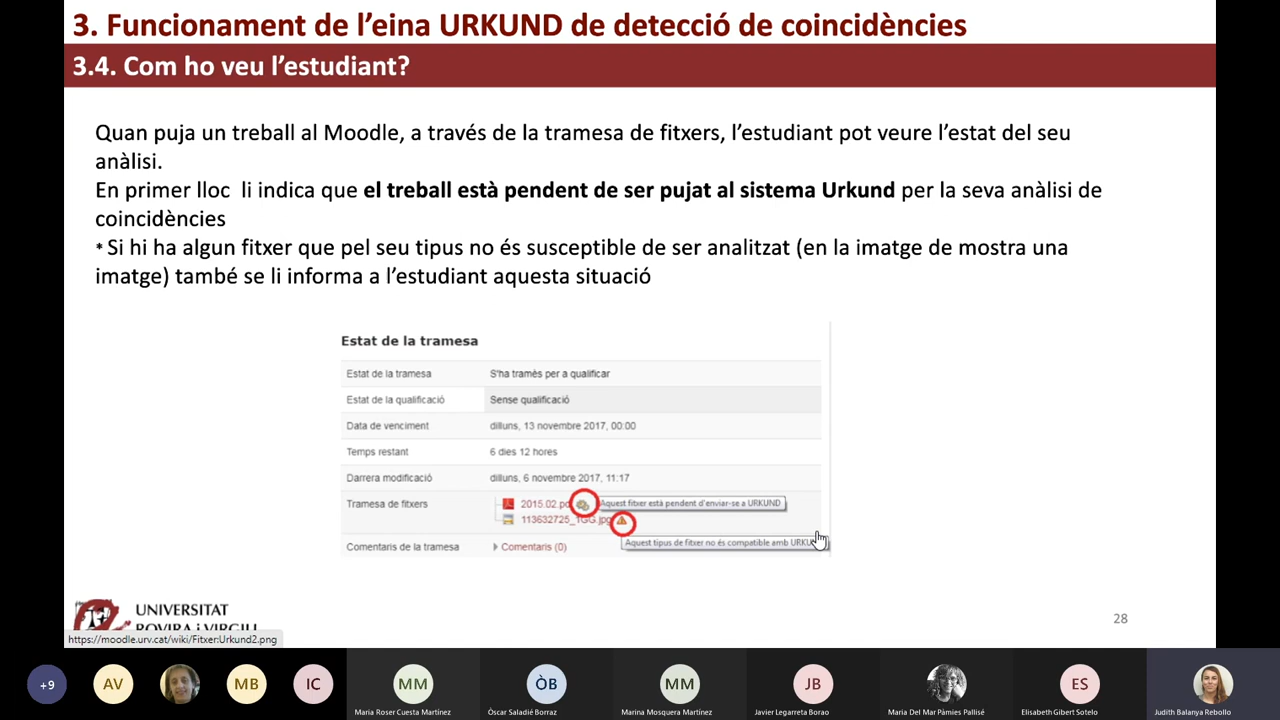 3. Funcionament de l’eina URKUND de detecció de coincidències
3.4. Com ho veu l’estudiant?
Quan puja un treball al Moodle, a través de la tramesa de fitxers, l’estudiant pot veure l’estat del seu
anàlisi.
En primer lloc li indica que el treball està pendent de ser pujat al sistema Urkund per la seva anàlisi de
coincidències
* Si hi ha algun fitxer que pel seu tipus no és susceptible de ser analitzat (en la imatge de mostra una
imatge) també se li informa a l’estudiant aquesta situació
Estat de la tramesa
Estat de la tramesa S'ha tramès per a qualificar
Estat de la qualificació Sense qualificació
Data de venciment dilluns, 13 novembre 2017, 00:00
Temps restant 6 dies 12 hores
Darrera modificació dilluns, 6 novembre 2017, 11:17
Tramesa de fitxers 2015.02.pd Aquest fitxer està pendent d'enviar-se a URKUND
113632725_1GG.jpg
Aquest tipus de fitxer no és compatible amb URKU
Comentaris de la tramesa Comentaris (0)
UNIVERSITAT
ROVIRA i VIRGILI
28
https://moodle.urv.cat/wiki/Fitxer:Urkund2.png
+9 AV MB IC MM ÒB MM JB ES
Maria Roser Cuesta Martínez Òscar Saladié Borraz Marina Mosquera Martínez Javier Legarreta Borao Maria Del Mar Pàmies Pallisé Elisabeth Gibert Sotelo Judith Balanya Rebollo